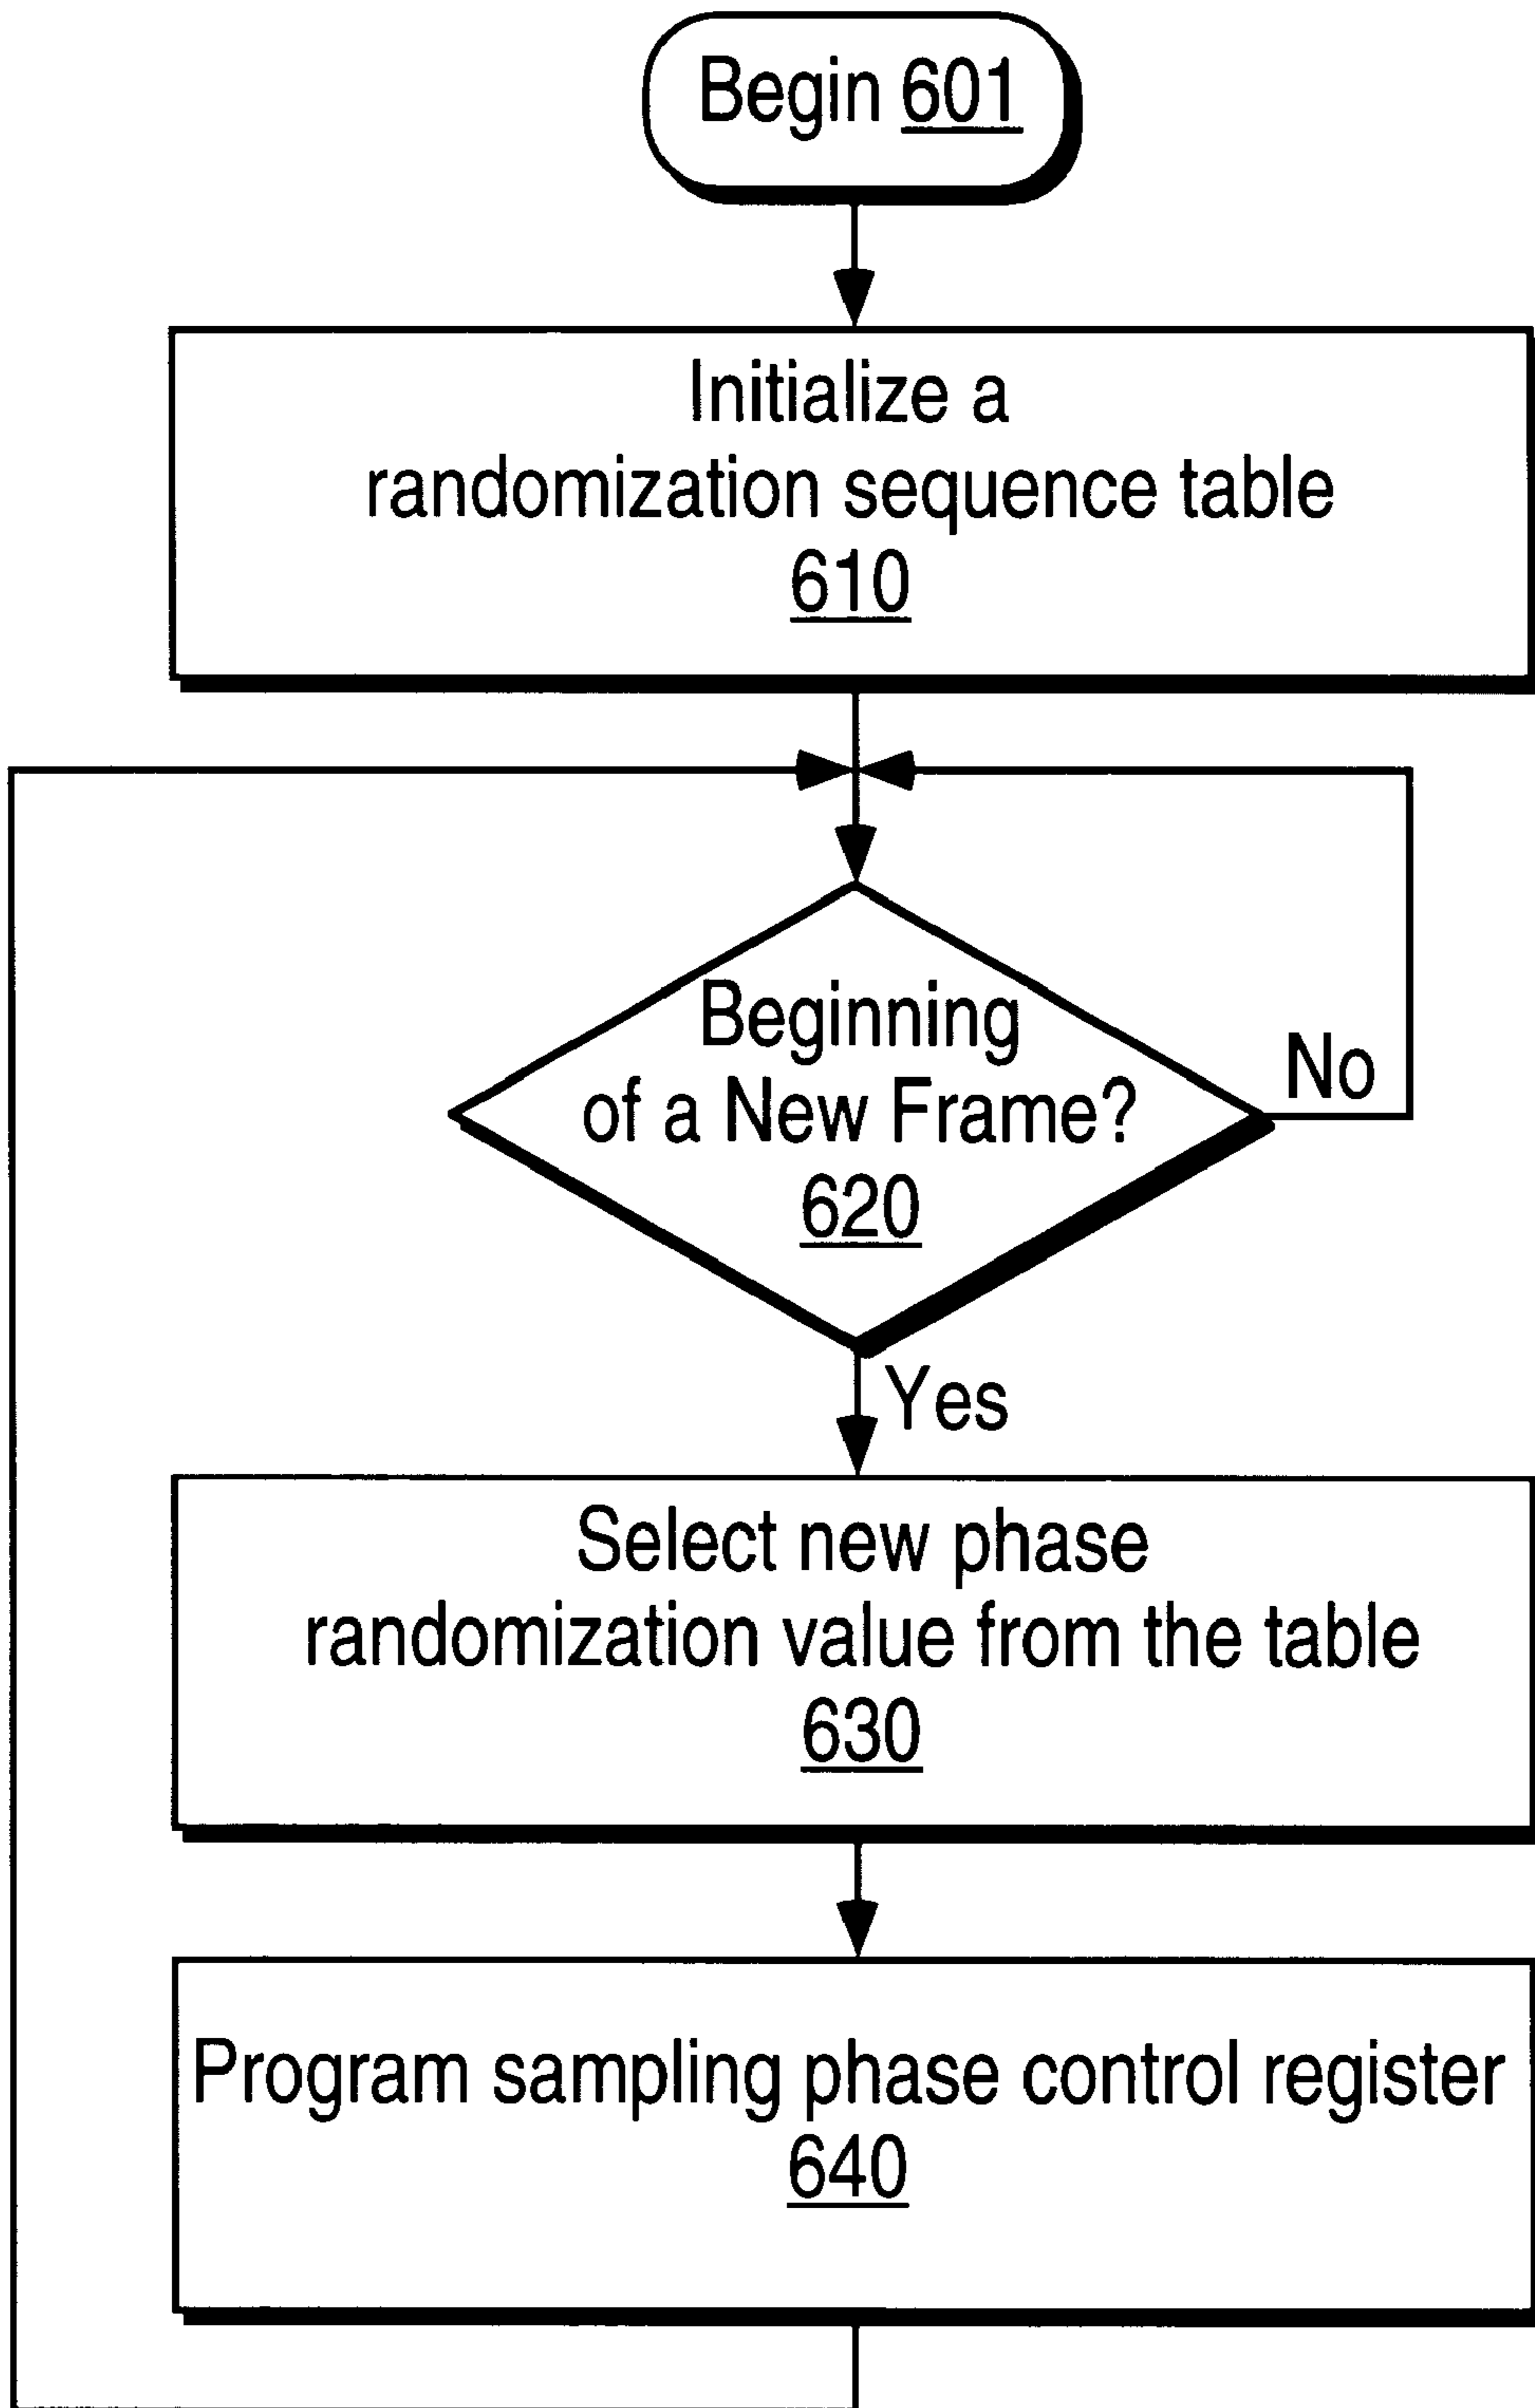 Begin 601
Initialize a
randomization sequence table
610
Beginning
of a New Frame?
620
No
Yes
Select new phase
randomization value from the table
630
Program sampling phase control register
640